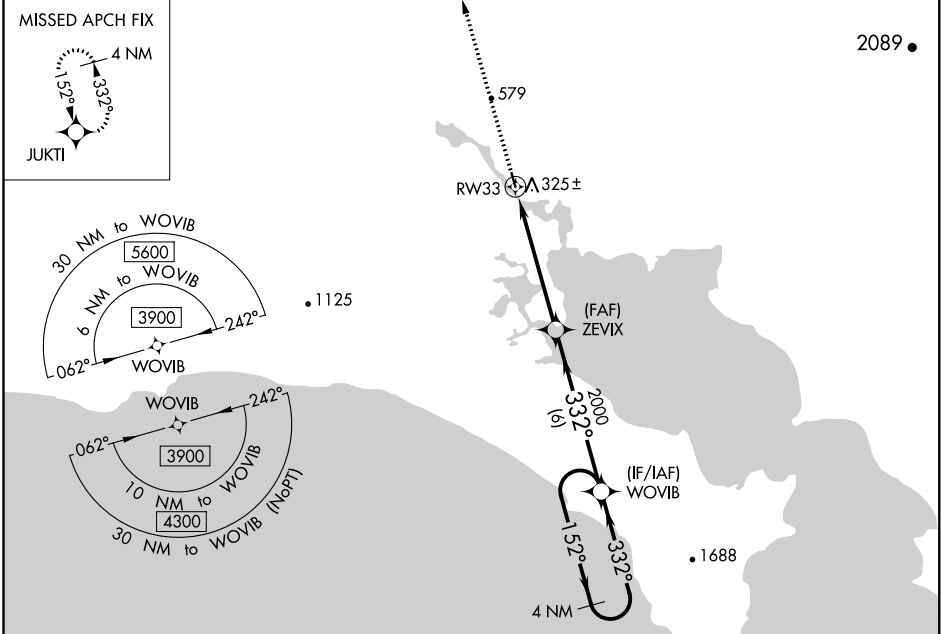 MISSED APCH FIX
4 NM
152°
332°
JUKTI
2089
579
RW33
325±
30 NM to WOVIB
5600
6 NM to WOVIB
3900
242°
062°
WOVIB
1125
(FAF)
ZEVIX
WOVIB
242°
062°
3900
10 NM to WOVIB
4300
30 NM to WOVIB (NoPT)
2000
332°
(6)
(IF/IAF)
WOVIB
152°
332°
1688
4 NM